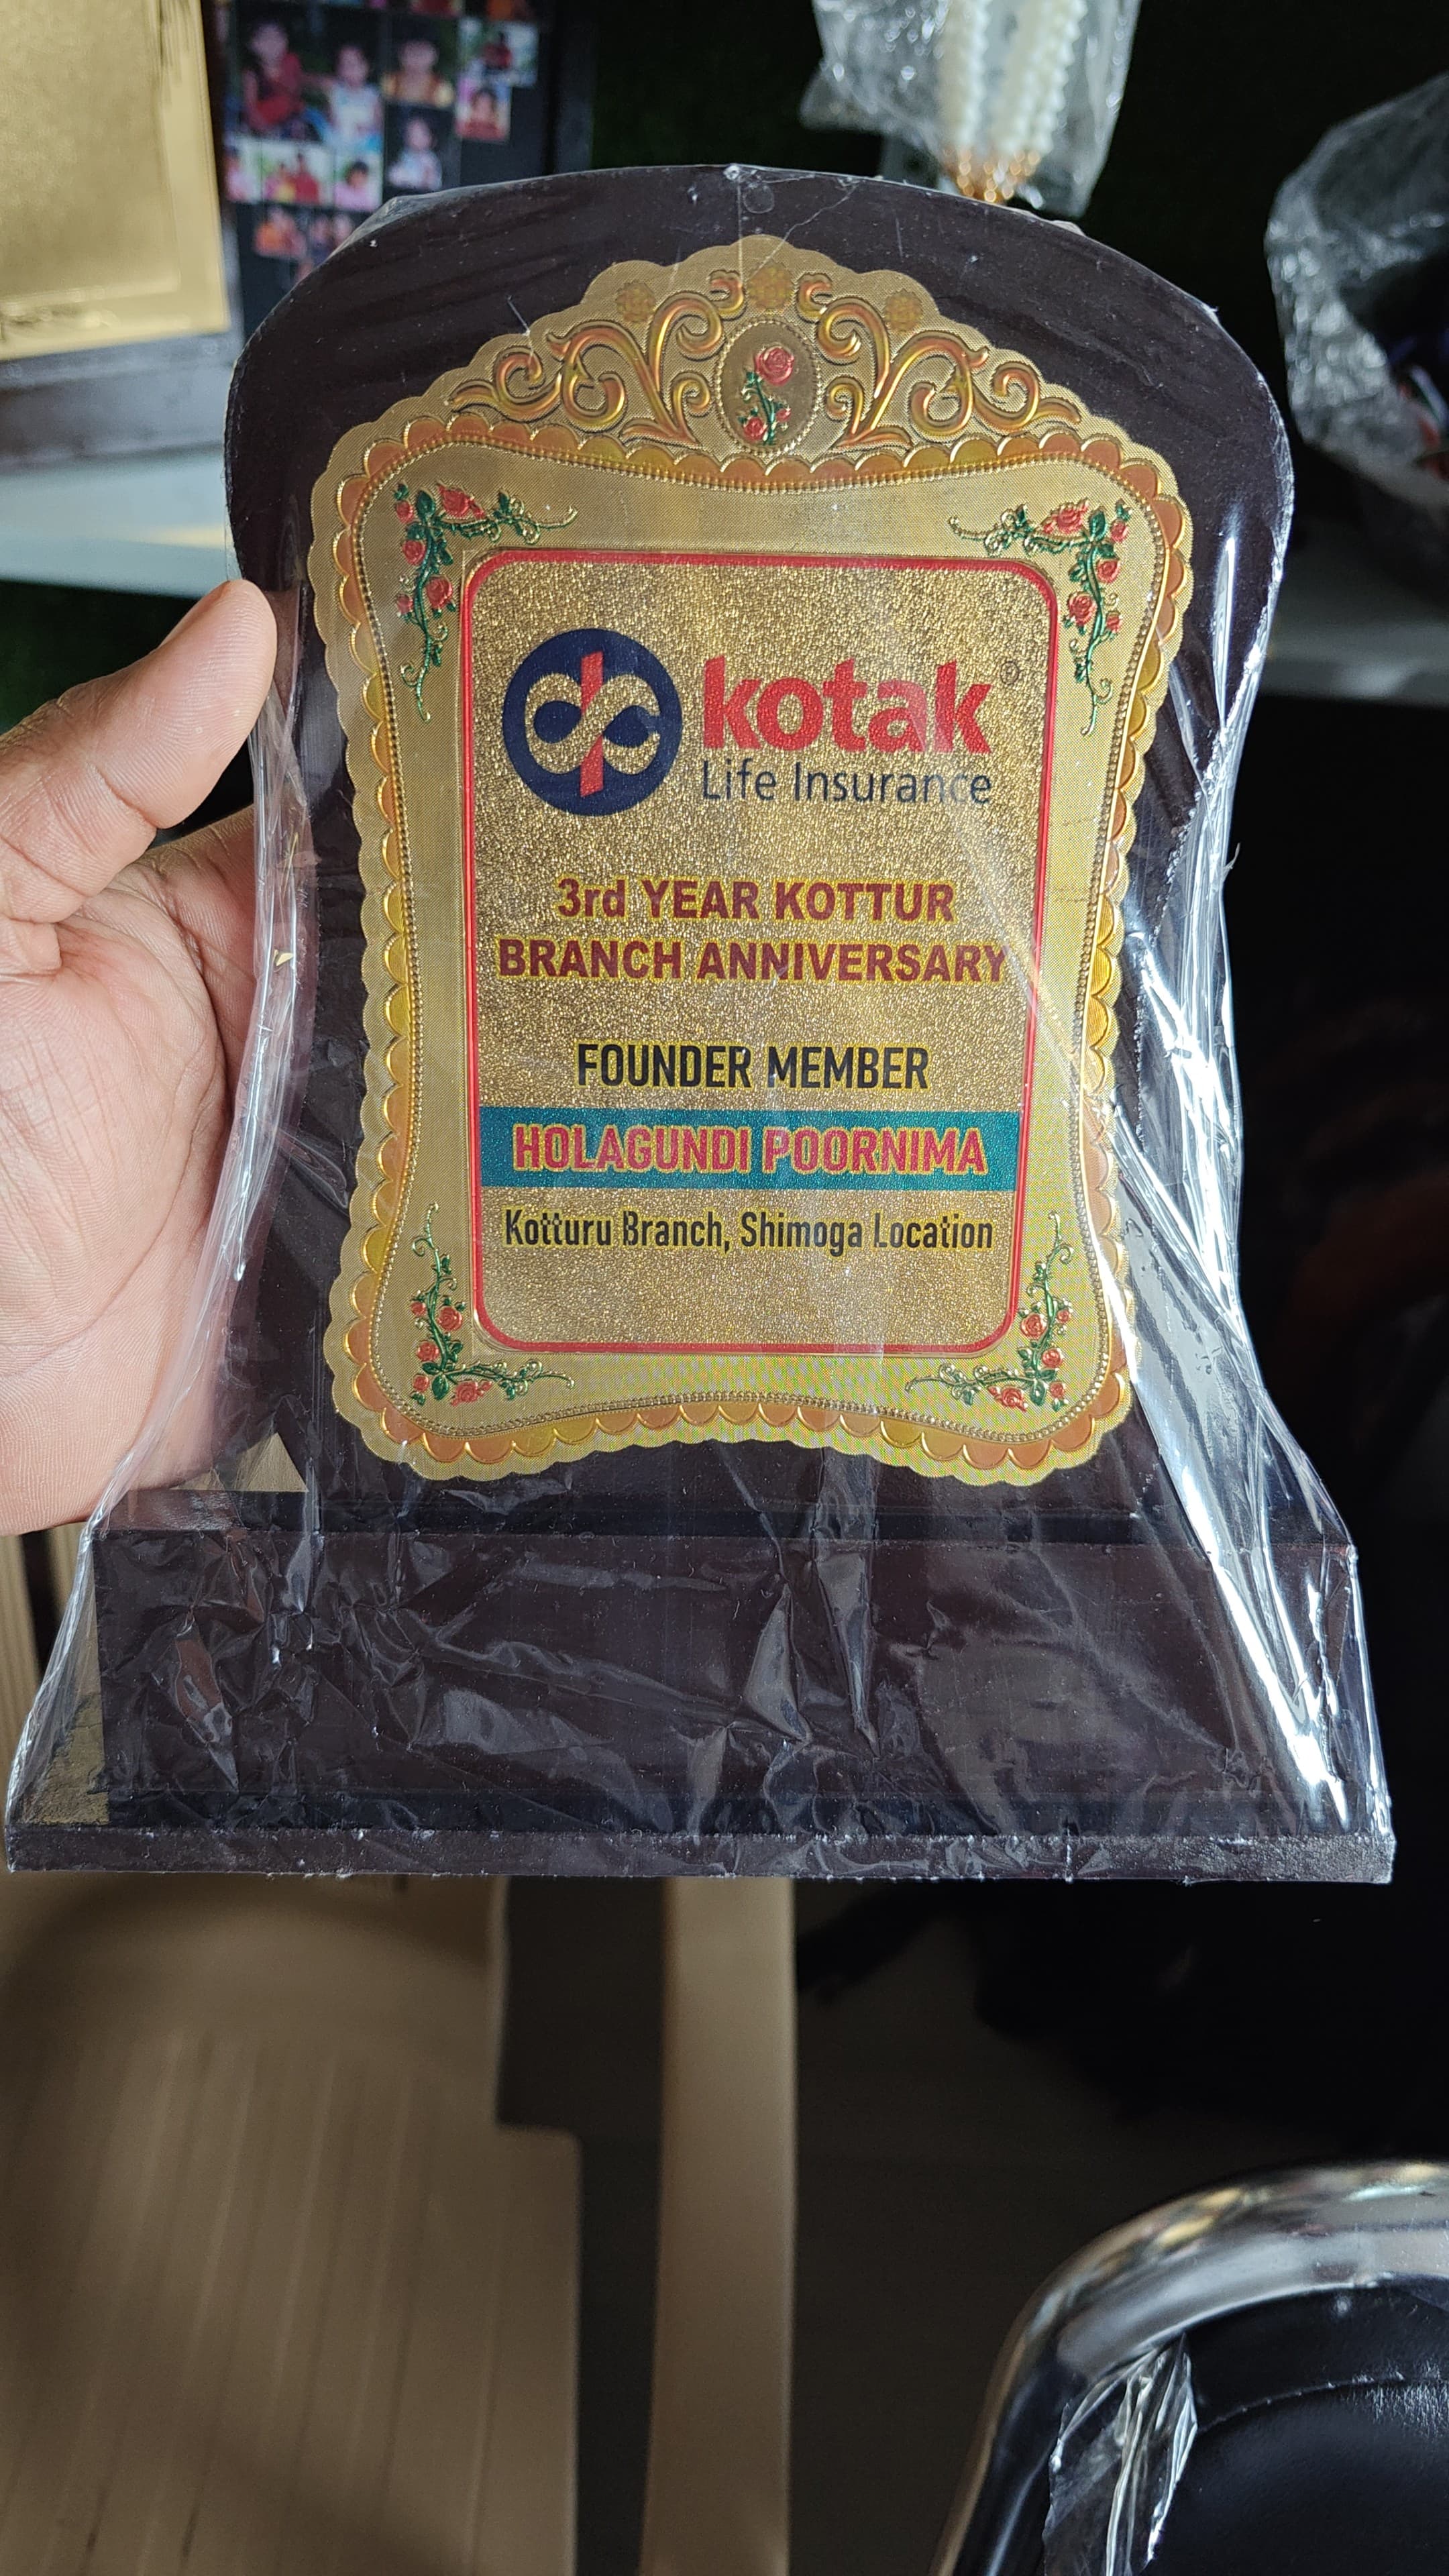 kotak®
Life Insurance
3rd YEAR KOTTUR
BRANCH ANNIVERSARY
FOUNDER MEMBER
HOLAGUNDI POORNIMA
Kotturu Branch, Shimoga Location